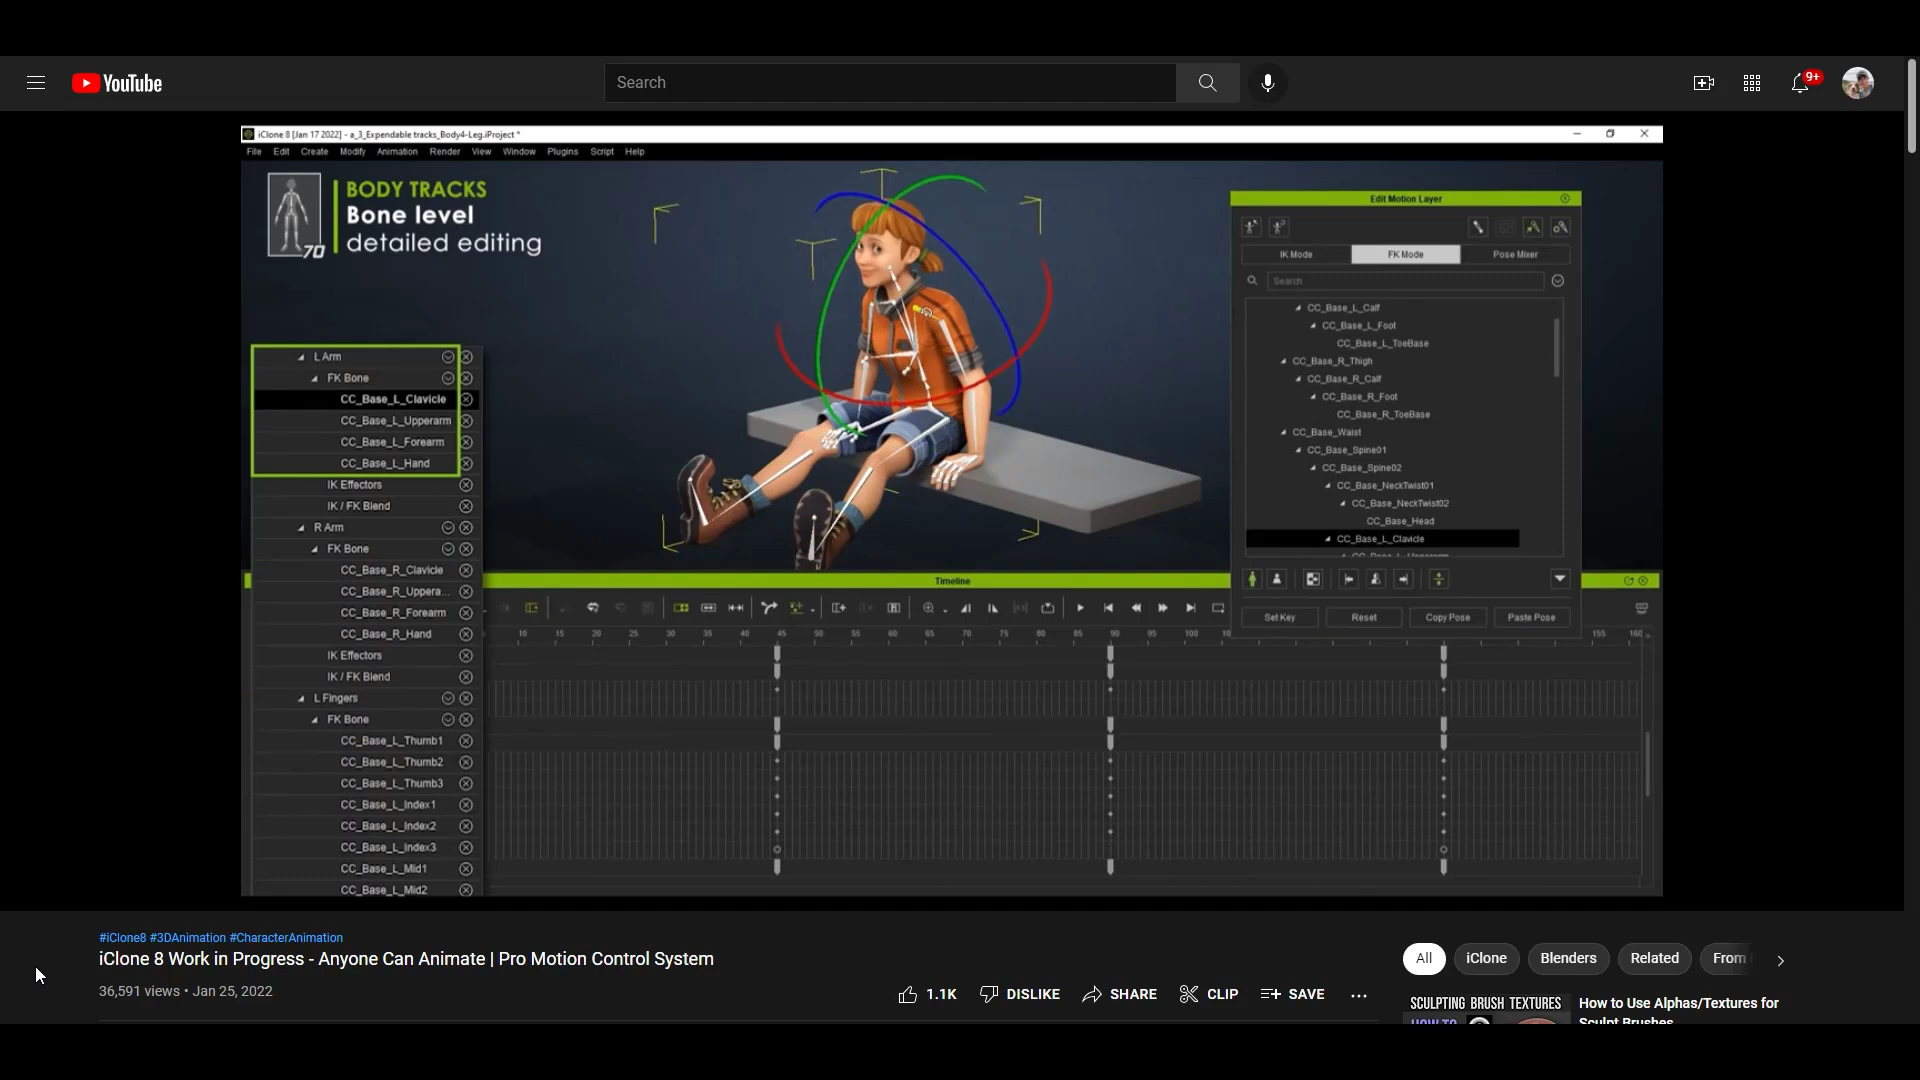 YouTube
Search
9+
iClone 8 [Jan 17 2022] - a_3_Expendable tracks_Body4-Leg.iProject *
File Edit Create Modify Animation Render View Window Plugins Script Help
70
BODY TRACKS
Bone level
detailed editing
L Arm
FK Bone
CC_Base_L_Clavicle
CC_Base_L_Upperarm
CC_Base_L_Forearm
CC_Base_L_Hand
IK Effectors
IK / FK Blend
R Arm
FK Bone
CC_Base_R_Clavicle
CC_Base_R_Uppera...
CC_Base_R_Forearm
CC_Base_R_Hand
IK Effectors
IK / FK Blend
L Fingers
FK Bone
CC_Base_L_Thumb1
CC_Base_L_Thumb2
CC_Base_L_Thumb3
CC_Base_L_Index1
CC_Base_L_Index2
CC_Base_L_Index3
CC_Base_L_Mid1
CC_Base_L_Mid2
Edit Motion Layer
IK Mode FK Mode Pose Mixer
Search
CC_Base_L_Calf
CC_Base_L_Foot
CC_Base_L_ToeBase
CC_Base_R_Thigh
CC_Base_R_Calf
CC_Base_R_Foot
CC_Base_R_ToeBase
CC_Base_Waist
CC_Base_Spine01
CC_Base_Spine02
CC_Base_NeckTwist01
CC_Base_NeckTwist02
CC_Base_Head
CC_Base_L_Clavicle
Set Key Reset Copy Pose Paste Pose
Timeline
10 15 20 25 30 35 40 45 50 55 60 65 70 75 80 85 90 95 100 155 160
#iClone8 #3DAnimation #CharacterAnimation
iClone 8 Work in Progress - Anyone Can Animate | Pro Motion Control System
36,591 views • Jan 25, 2022
1.1K DISLIKE SHARE CLIP SAVE
All iClone Blenders Related From
SCULPTING BRUSH TEXTURES
HOW TO
How to Use Alphas/Textures for
Sculpt Brushes